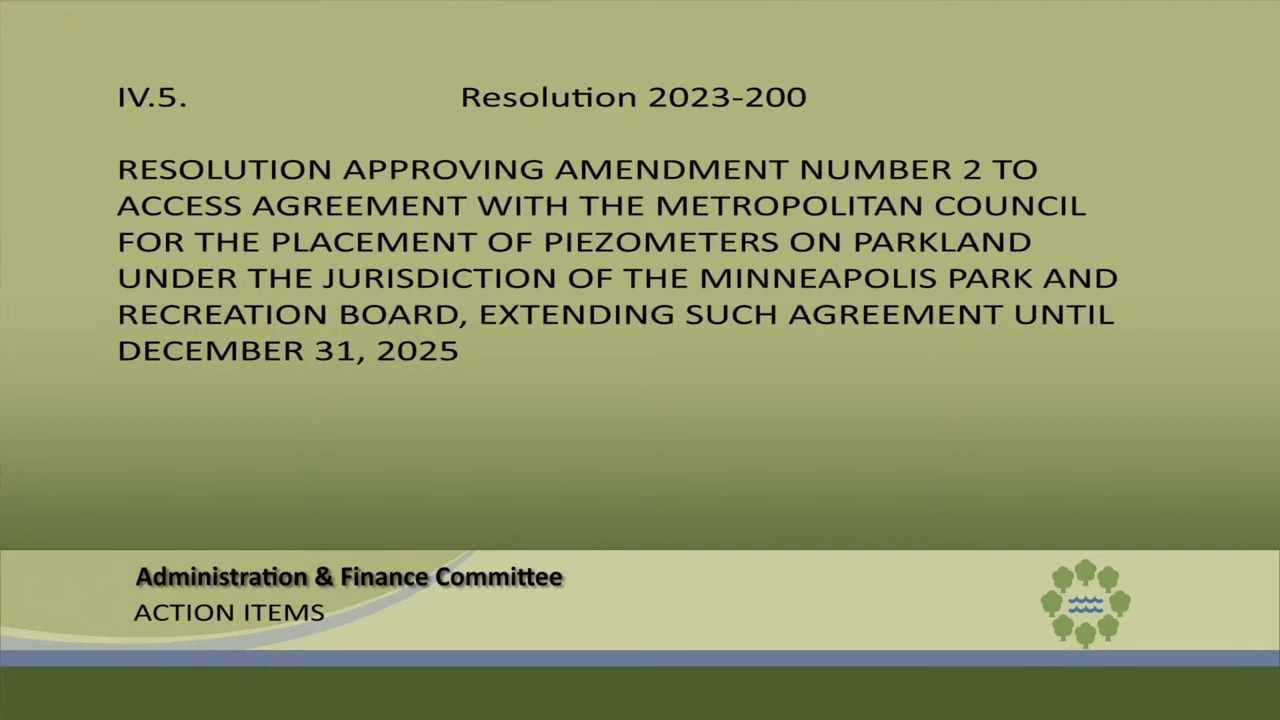 IV.5. Resolution 2023-200
RESOLUTION APPROVING AMENDMENT NUMBER 2 TO
ACCESS AGREEMENT WITH THE METROPOLITAN COUNCIL
FOR THE PLACEMENT OF PIEZOMETERS ON PARKLAND
UNDER THE JURISDICTION OF THE MINNEAPOLIS PARK AND
RECREATION BOARD, EXTENDING SUCH AGREEMENT UNTIL
DECEMBER 31, 2025
Administration & Finance Committee
ACTION ITEMS